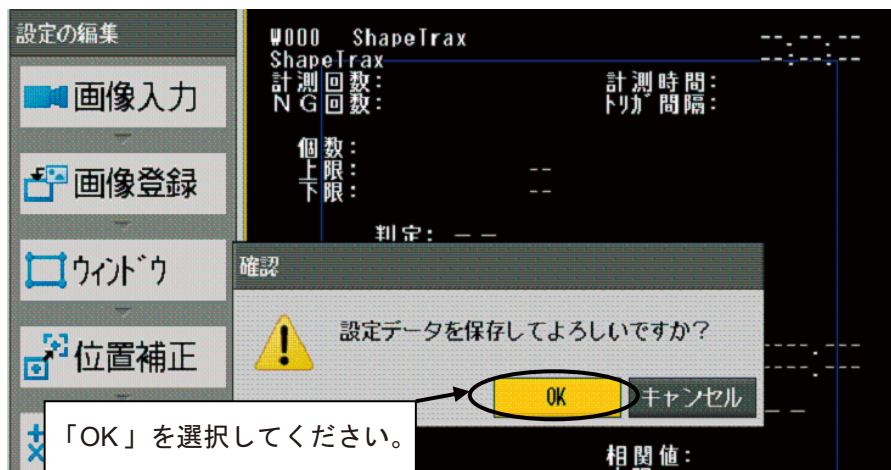 設定の編集
画像入力
画像登録
ウィンドウ
位置補正
W000 ShapeTrax
ShapeTrax
--.--.--
--:--:--
計測回数:
計測時間:
NG回数:
トリガ間隔:
個数:
上限: --
下限: --
判定: --
確認
設定データを保存してよろしいですか?
OK
キャンセル
「OK」を選択してください。
相関値: